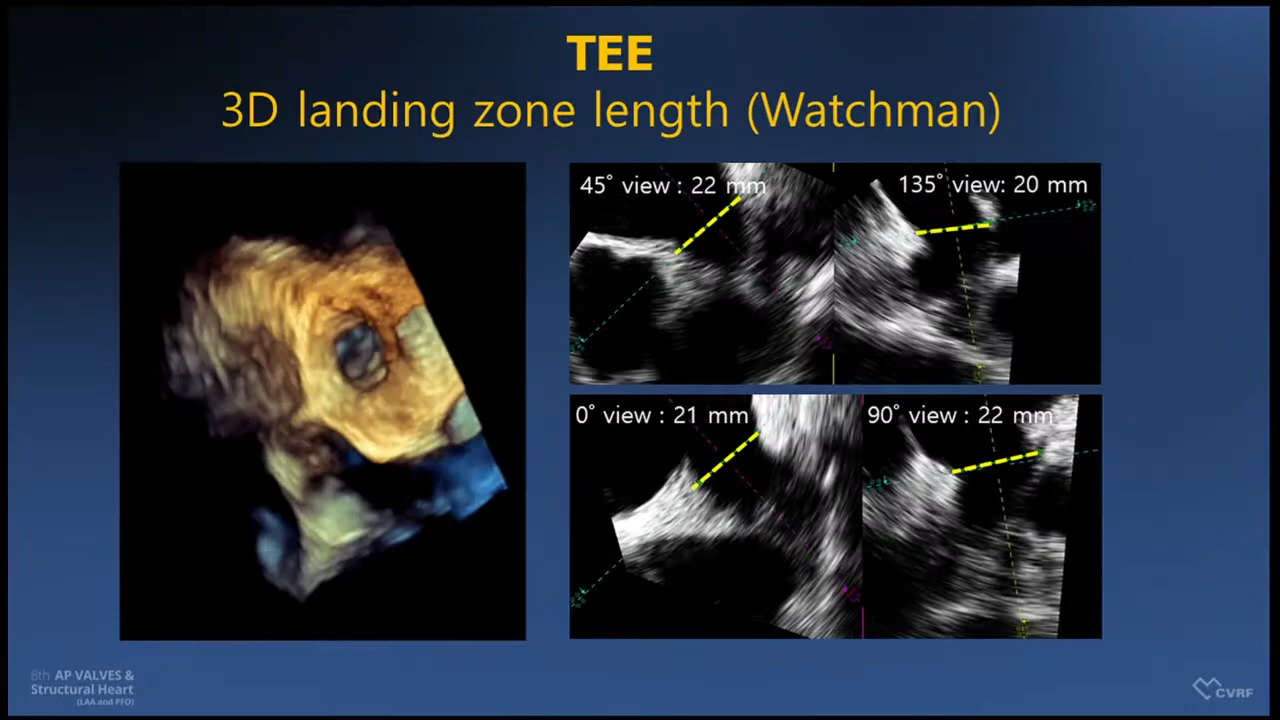 TEE
3D landing zone length (Watchman)
45˚ view : 22 mm
135˚ view: 20 mm
0˚ view : 21 mm
90˚ view : 22 mm
8th AP VALVES &
Structural Heart
(LAA and PFO)
CVRF